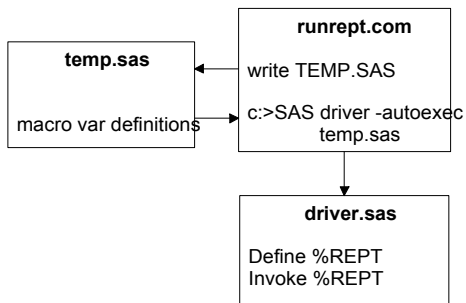 runrept.com
temp.sas
write TEMP.SAS
macro var definitions
c:>SAS driver -autoexec
temp.sas
driver.sas
Define %REPT
Invoke %REPT